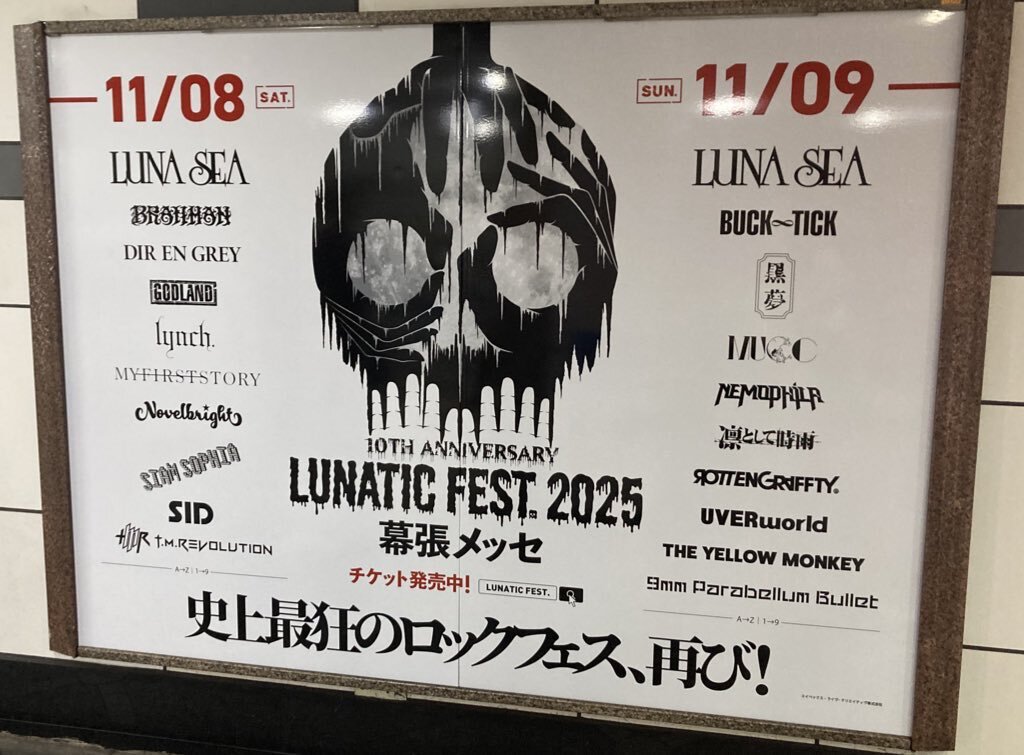 11/08 SAT.
LUNA SEA
BRAHMAN
DIR EN GREY
GODLAND
lynch.
MY FIRST STORY
Novelbright
SIAM SOPHIA
SID
TMR T.M.REVOLUTION
A→Z | 1→9
SUN. 11/09
LUNA SEA
BUCK∞TICK
黒夢
MUCC
NEMOPHILA
凛として時雨
ROTTENGRAFFTY
UVERworld
THE YELLOW MONKEY
9mm Parabellum Bullet
A→Z | 1→9
10TH ANNIVERSARY
LUNATIC FEST. 2025
幕張メッセ
チケット発売中! LUNATIC FEST.
史上最狂のロックフェス、再び!